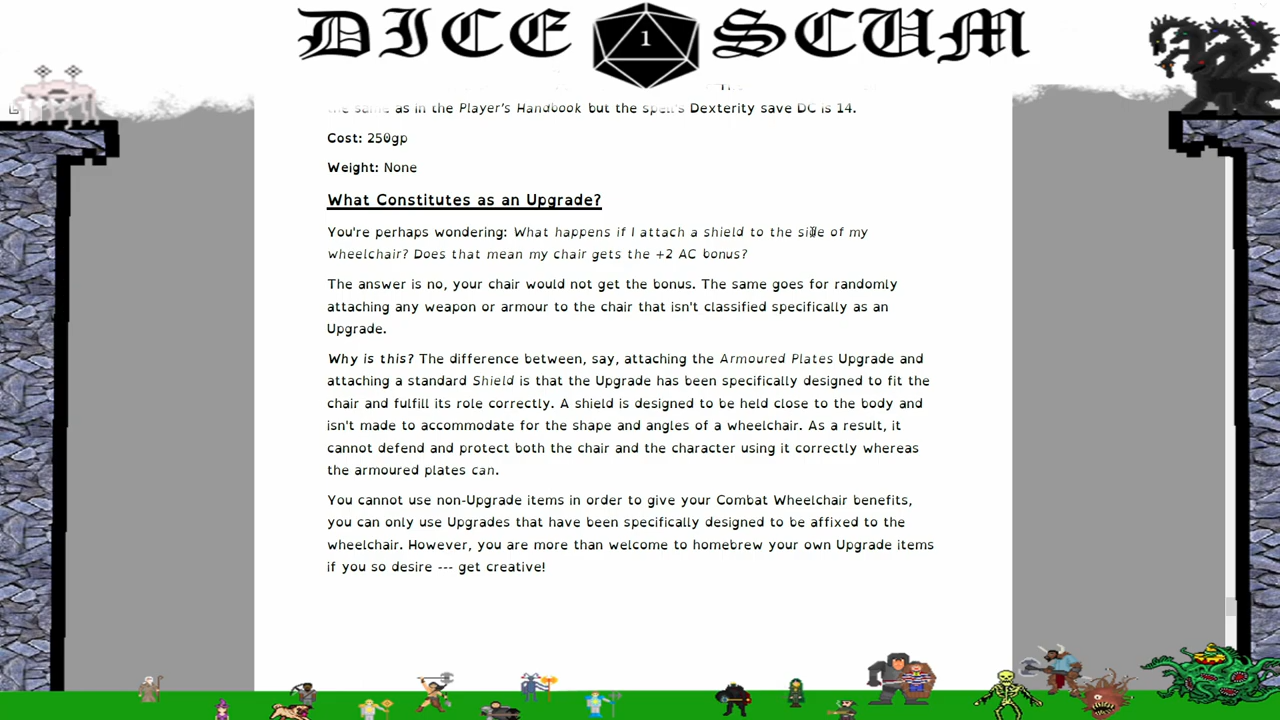 DICE 1 SCUM
the same as in the Player's Handbook but the spell's Dexterity save DC is 14.
Cost: 250gp
Weight: None
What Constitutes as an Upgrade?
You're perhaps wondering: What happens if I attach a shield to the side of my
wheelchair? Does that mean my chair gets the +2 AC bonus?
The answer is no, your chair would not get the bonus. The same goes for randomly
attaching any weapon or armour to the chair that isn't classified specifically as an
Upgrade.
Why is this? The difference between, say, attaching the Armoured Plates Upgrade and
attaching a standard Shield is that the Upgrade has been specifically designed to fit the
chair and fulfill its role correctly. A shield is designed to be held close to the body and
isn't made to accommodate for the shape and angles of a wheelchair. As a result, it
cannot defend and protect both the chair and the character using it correctly whereas
the armoured plates can.
You cannot use non-Upgrade items in order to give your Combat Wheelchair benefits,
you can only use Upgrades that have been specifically designed to be affixed to the
wheelchair. However, you are more than welcome to homebrew your own Upgrade items
if you so desire --- get creative!